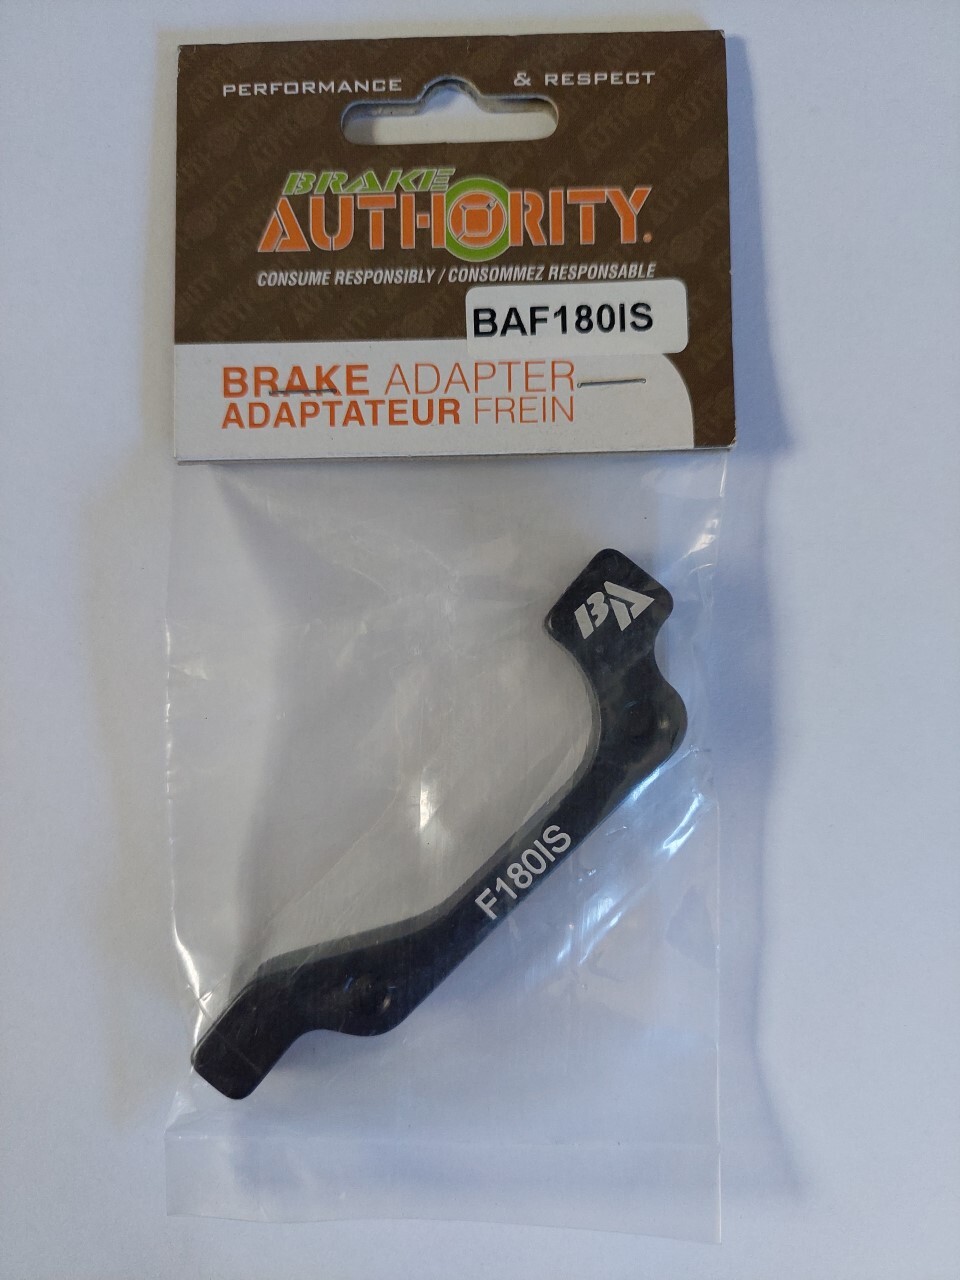 PERFORMANCE & RESPECT
BRAKE
AUTHORITY.
CONSUME RESPONSIBLY / CONSOMMEZ RESPONSABLE
BAF180IS
BRAKE ADAPTER
ADAPTATEUR FREIN
BA
F180IS